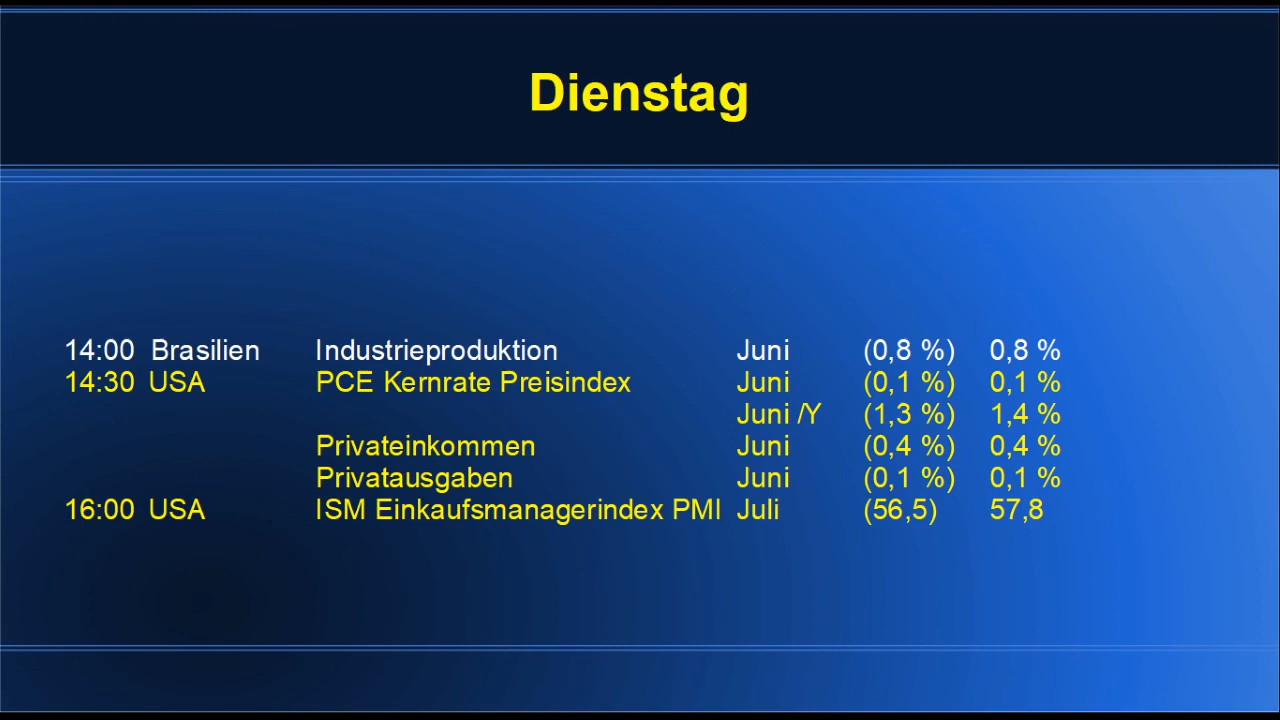 Dienstag
14:00 Brasilien Industrieproduktion Juni (0,8 %) 0,8 %
14:30 USA PCE Kernrate Preisindex Juni (0,1 %) 0,1 %
Juni /Y (1,3 %) 1,4 %
Privateinkommen Juni (0,4 %) 0,4 %
Privatausgaben Juni (0,1 %) 0,1 %
16:00 USA ISM Einkaufsmanagerindex PMI Juli (56,5) 57,8